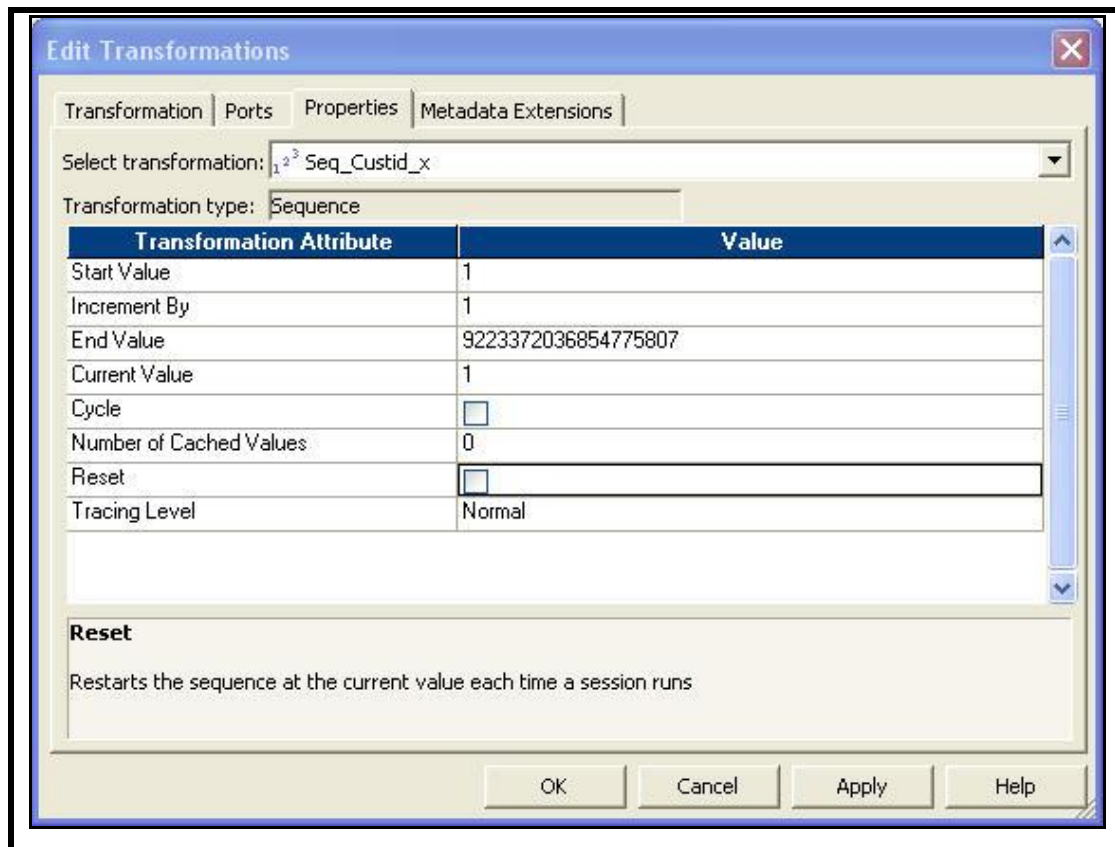 Edit Transformations
Transformation Ports Properties Metadata Extensions
Select transformation: 1 2 3 Seq_Custid_x
Transformation type: Sequence
Transformation Attribute Value
Start Value 1
Increment By 1
End Value 9223372036854775807
Current Value 1
Cycle
Number of Cached Values 0
Reset
Tracing Level Normal
Reset
Restarts the sequence at the current value each time a session runs
OK Cancel Apply Help